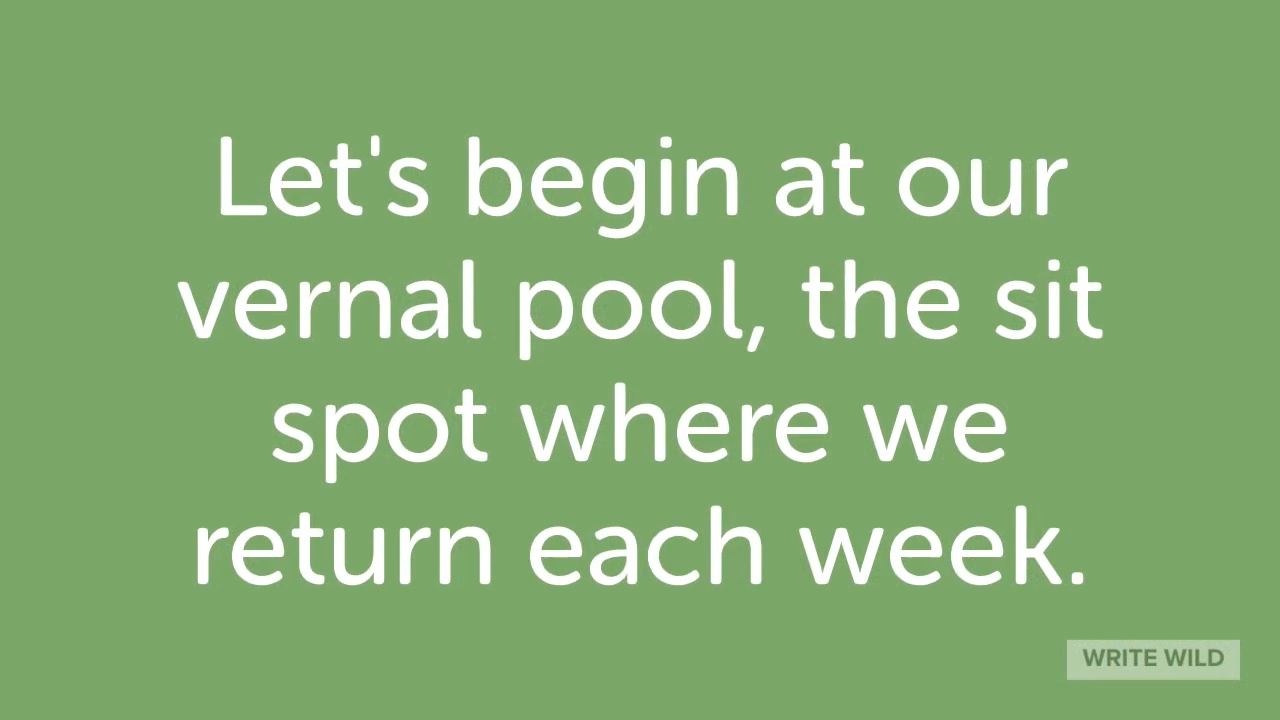 Let's begin at our
vernal pool, the sit
spot where we
return each week.
WRITE WILD